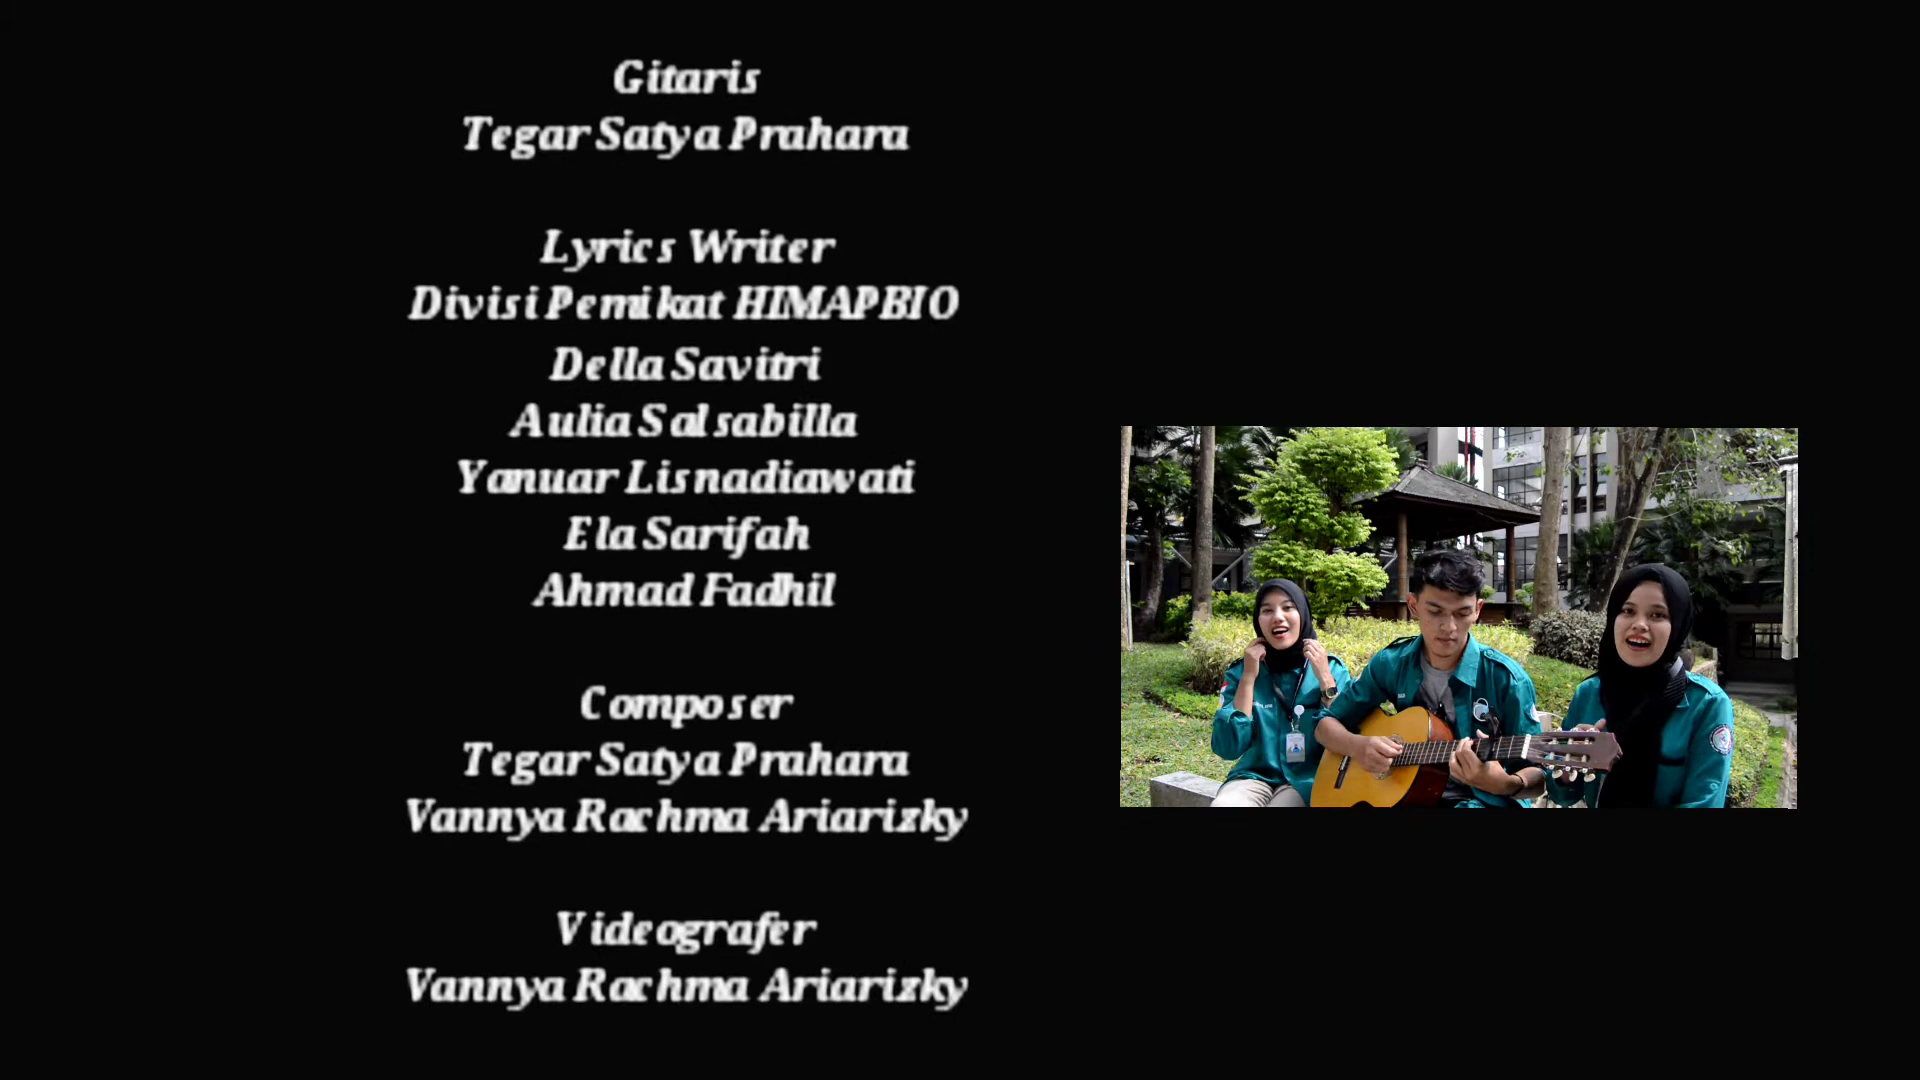 Gitaris
Tegar Satya Prahara
Lyrics Writer
Divisi Pemikat HIMAPBIO
Della Savitri
Aulia Salsabilla
Yanuar Lisnadiawati
Ela Sarifah
Ahmad Fadhil
Composer
Tegar Satya Prahara
Vannya Rachma Ariarizky
Videografer
Vannya Rachma Ariarizky